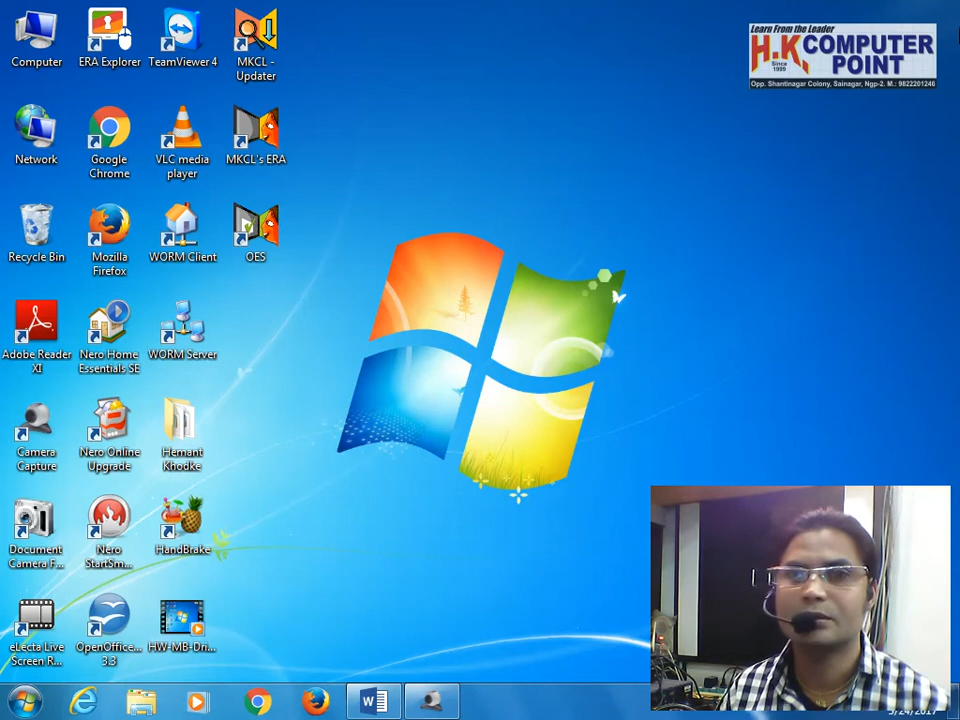 Learn From the Leader
H.K. COMPUTER POINT
Since
1999
Opp. Shantinagar Colony, Sainagar, Ngp-2. M.: 9822201246
Computer
ERA Explorer
TeamViewer 4
MKCL -
Updater
Network
Google
Chrome
VLC media
player
MKCL's ERA
Recycle Bin
Mozilla
Firefox
WORM Client
OES
Adobe Reader
XI
Nero Home
Essentials SE
WORM Server
Camera
Capture
Nero Online
Upgrade
Hemant
Khodke
Document
Camera F...
Nero
StartSm...
HandBrake
eLecta Live
Screen R...
OpenOffice...
3.3
HW-MB-Dri...